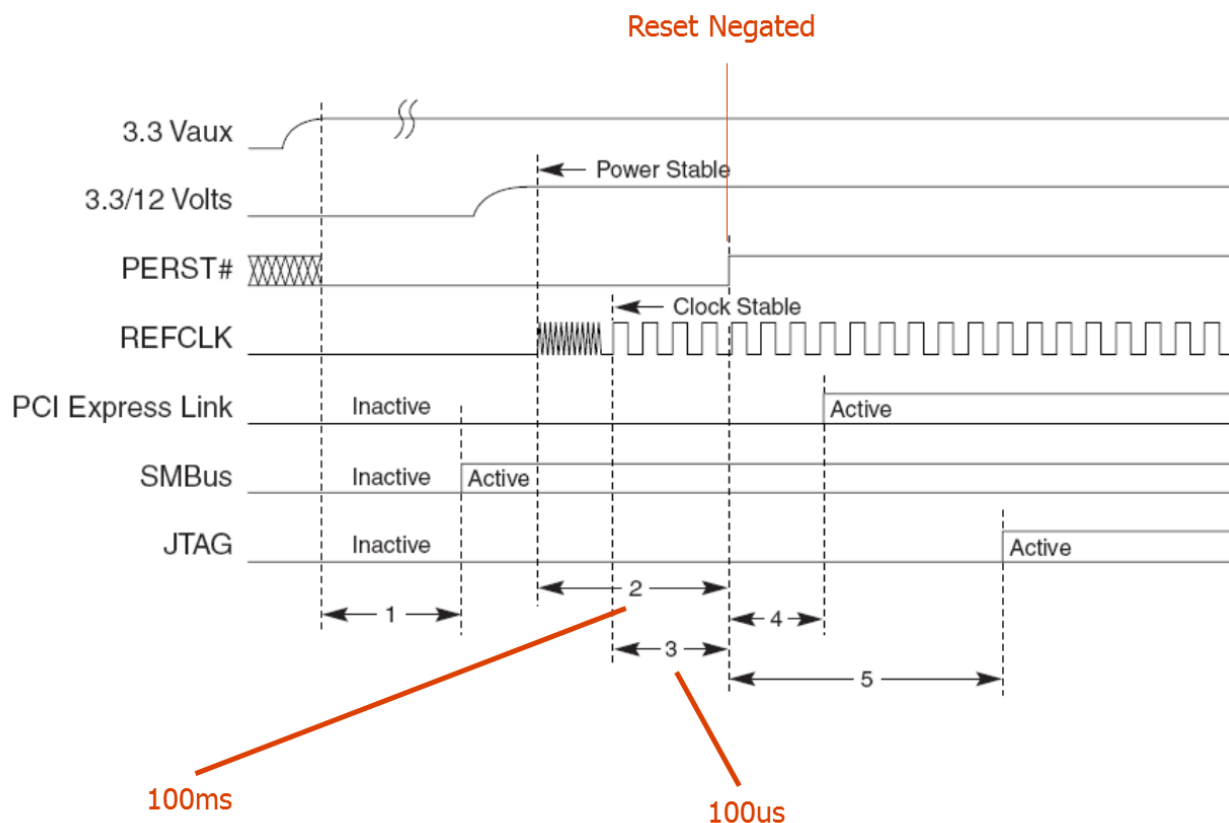 Reset Negated
3.3 Vaux
Power Stable
3.3/12 Volts
PERST#
Clock Stable
REFCLK
PCI Express Link
Inactive
Active
SMBus
Inactive
Active
JTAG
Inactive
Active
2
1
4
3
5
100ms
100us